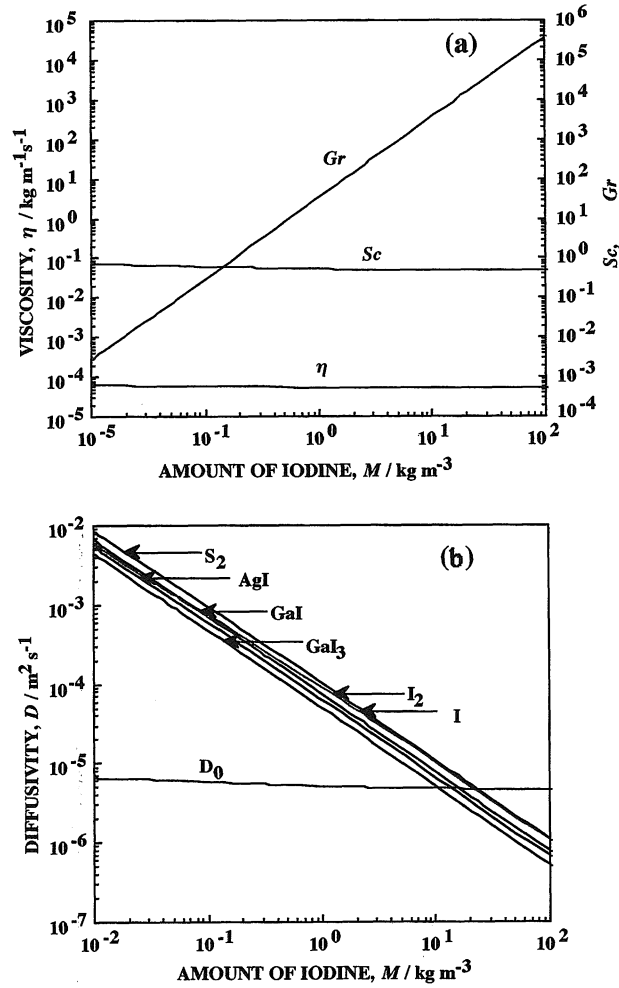 (a)
VISCOSITY, η / kg m-1s-1
10^5
10^4
10^3
10^2
10^1
10^0
10^-1
10^-2
10^-3
10^-4
10^-5
Gr
Sc
η
10^6
10^5
10^4
10^3
10^2
10^1
10^0
10^-1
10^-2
10^-3
10^-4
Sc, Gr
10^-5 10^-1 10^0 10^1 10^2
AMOUNT OF IODINE, M / kg m-3
(b)
DIFFUSIVITY, D / m2 s-1
10^-2
10^-3
10^-4
10^-5
10^-6
10^-7
S2
AgI
GaI
GaI3
I2
I
D0
10^-2 10^-1 10^0 10^1 10^2
AMOUNT OF IODINE, M / kg m-3